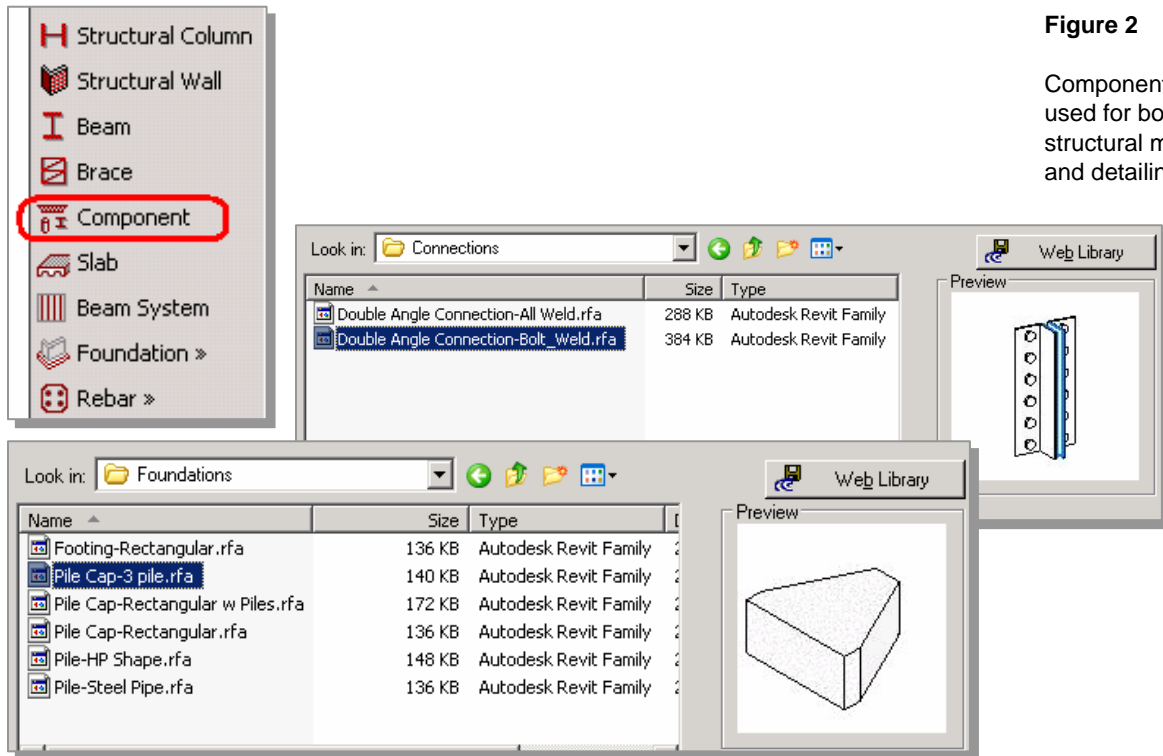 Structural Column
Structural Wall
Beam
Brace
Component
Slab
Beam System
Foundation »
Rebar »
Figure 2
used for
structural
and
Look in: Connections
Web Library
Name Size Type
Double Angle Connection-All Weld.rfa 288 KB Autodesk Revit Family
Double Angle Connection-Bolt_Weld.rfa 384 KB Autodesk Revit Family
Preview
Look in: Foundations
Web Library
Name Size Type
Footing-Rectangular.rfa 136 KB Autodesk Revit Family
Pile Cap-3 pile.rfa 140 KB Autodesk Revit Family
Pile Cap-Rectangular w Piles.rfa 172 KB Autodesk Revit Family
Pile Cap-Rectangular.rfa 136 KB Autodesk Revit Family
Pile-HP Shape.rfa 148 KB Autodesk Revit Family
Pile-Steel Pipe.rfa 136 KB Autodesk Revit Family
Preview